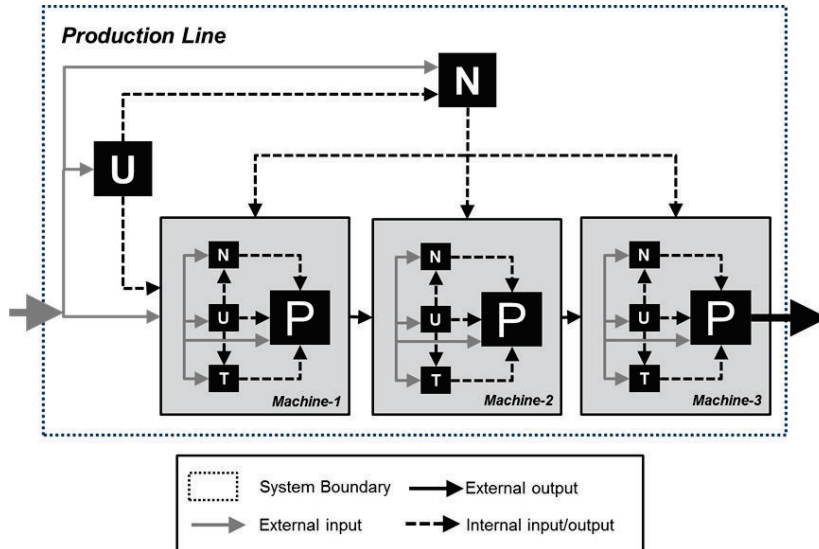 Production Line
N
U
N
U
P
T
Machine-1
N
U
P
T
Machine-2
N
U
P
T
Machine-3
System Boundary
External output
External input
Internal input/output